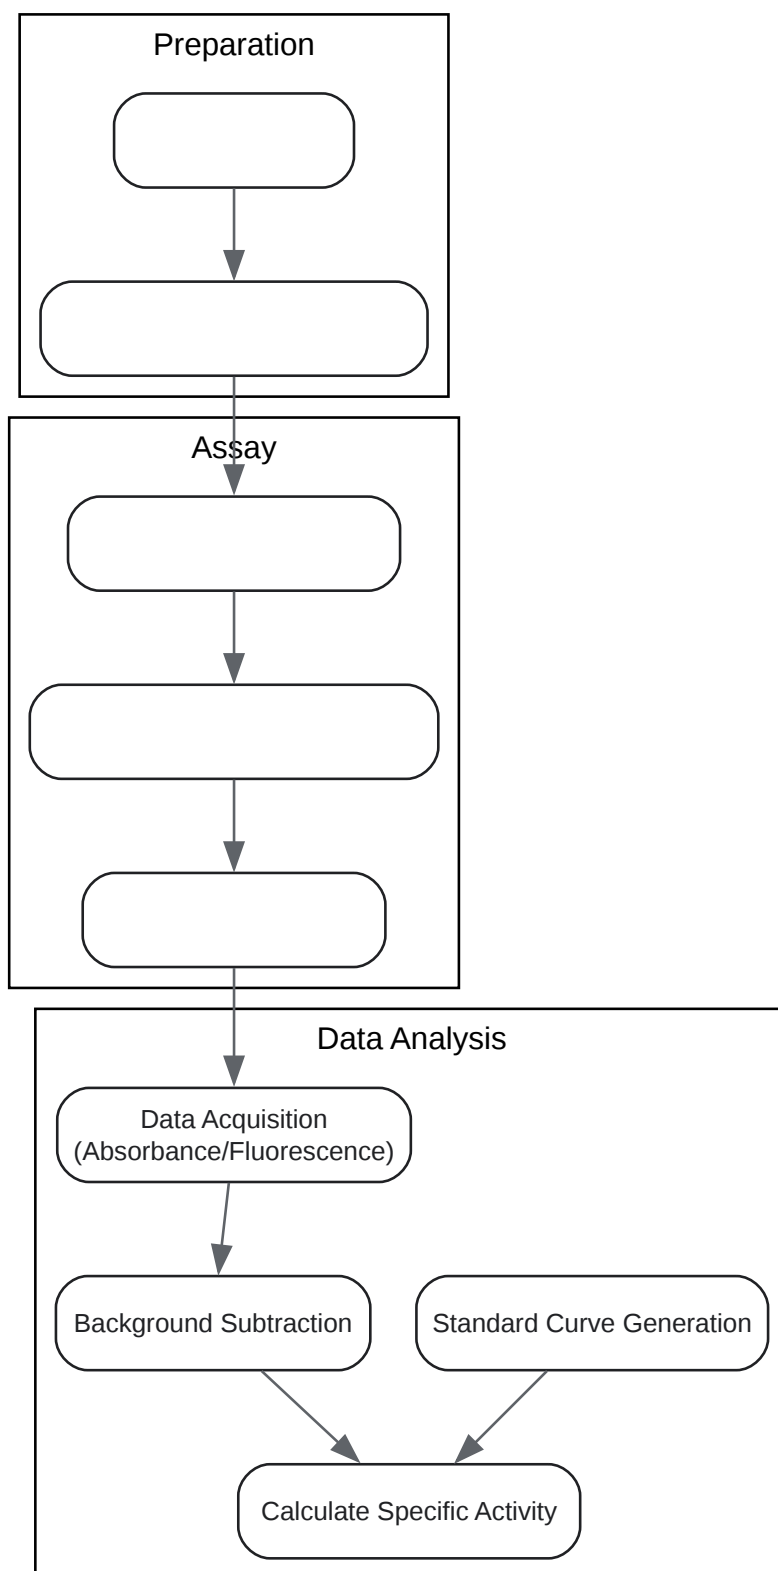 Preparation
Assay
Data Analysis
Data Acquisition
(Absorbance/Fluorescence)
Background Subtraction
Standard Curve Generation
Calculate Specific Activity